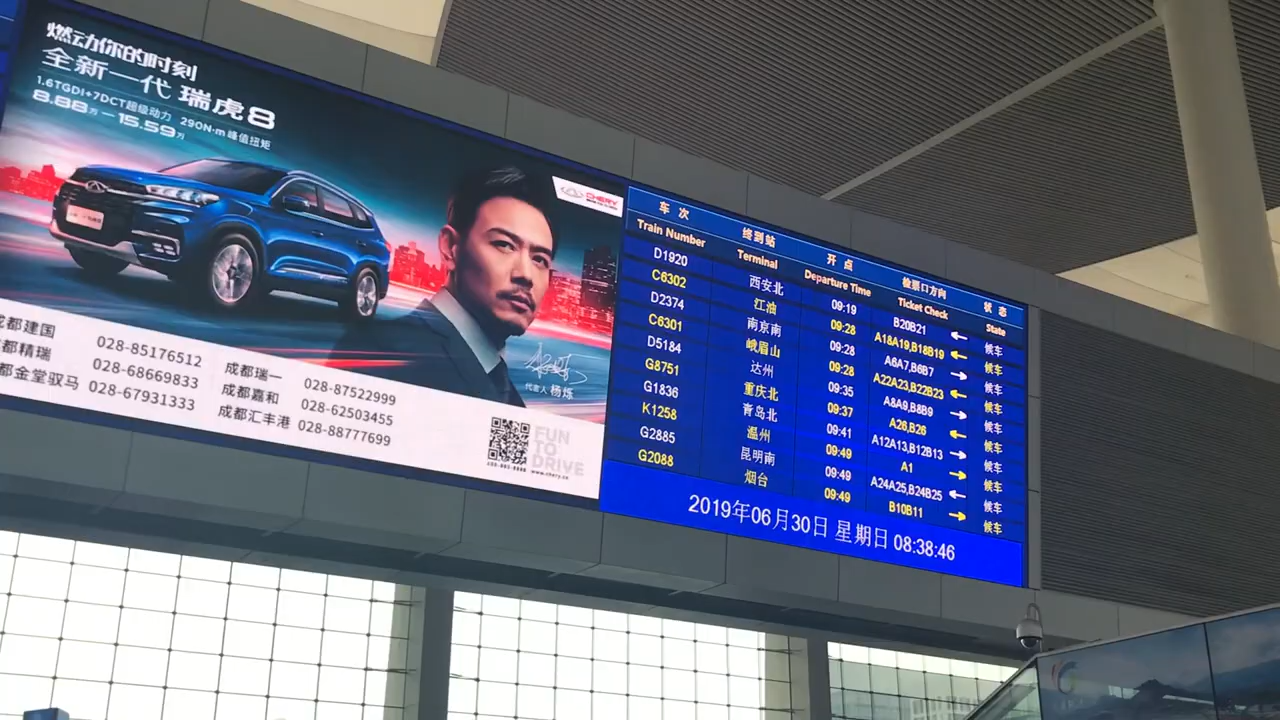 燃动你的时刻
全新一代 瑞虎8
1.6TGDI+7DCT超级动力 290N·m峰值扭矩
8.88万-15.59万
CHERY
代言人 杨烁
成都建国 028-85176512
都精瑞 028-68669833
都金堂驭马 028-67931333
成都瑞一 028-87522999
成都嘉和 028-62503455
成都汇丰港 028-88777699
FUN
TO
DRIVE
www.chery.cn
车次 终到站 开点 检票口方向 状态
Train Number Terminal Departure Time Ticket Check State
D1920 西安北 09:19 B20B21 ← 候车
C6302 江油 09:28 A18A19,B18B19 ← 候车
D2374 南京南 09:28 A6A7,B6B7 → 候车
C6301 峨眉山 09:28 A22A23,B22B23 ← 候车
D5184 达州 09:35 A8A9,B8B9 → 候车
G8751 重庆北 09:37 A26,B26 ← 候车
G1836 青岛北 09:41 A12A13,B12B13 → 候车
K1258 温州 09:49 A1 → 候车
G2885 昆明南 09:49 A24A25,B24B25 ← 候车
G2088 烟台 09:49 B10B11 → 候车
2019年06月30日 星期日 08:38:46